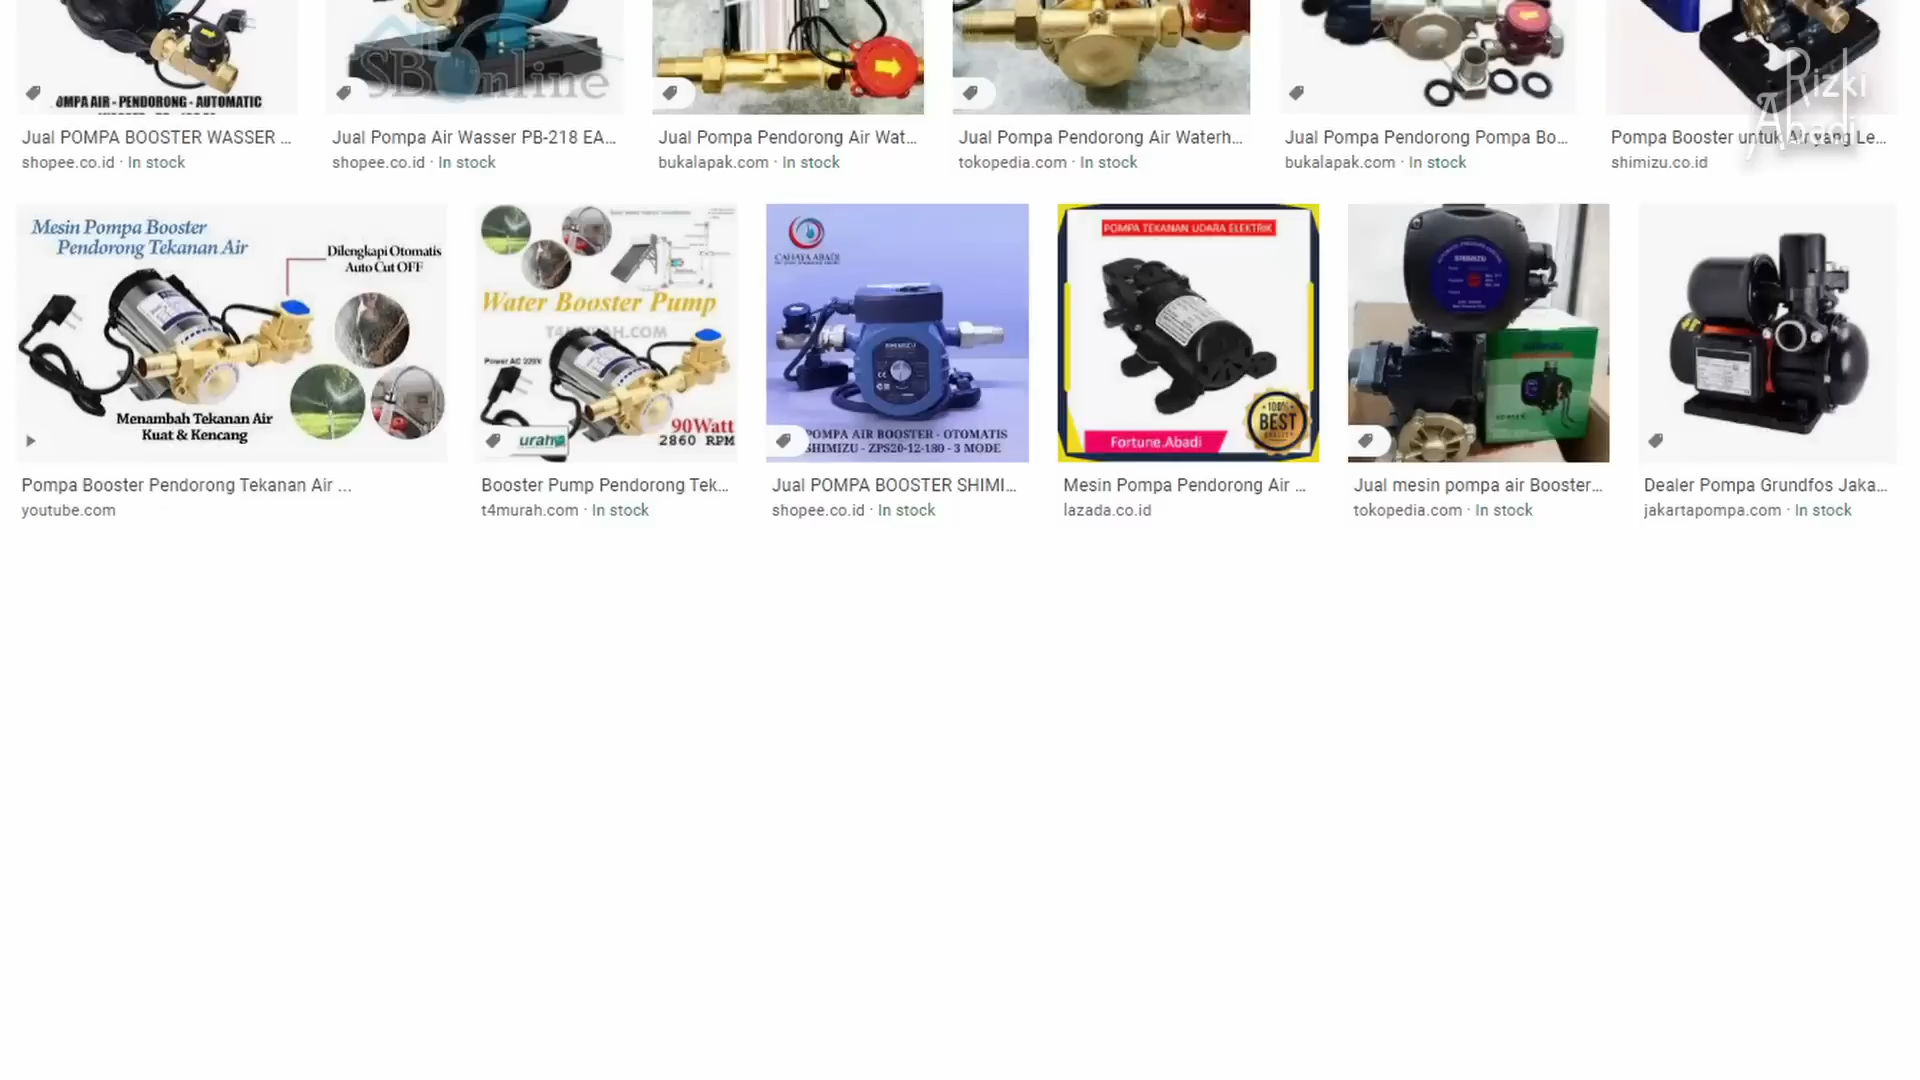 Rizki
Abadi
SB Online
OMPA AIR - PENDORONG - AUTOMATIC
Jual POMPA BOOSTER WASSER ...
shopee.co.id · In stock
Jual Pompa Air Wasser PB-218 EA...
shopee.co.id · In stock
Jual Pompa Pendorong Air Wat...
bukalapak.com · In stock
Jual Pompa Pendorong Air Waterh...
tokopedia.com · In stock
Jual Pompa Pendorong Pompa Bo...
bukalapak.com · In stock
Pompa Booster untuk Air yang Le...
shimizu.co.id
Mesin Pompa Booster
Pendorong Tekanan Air
Dilengkapi Otomatis
Auto Cut OFF
Menambah Tekanan Air
Kuat & Kencang
Water Booster Pump
T4MURAH.COM
Power AC 220V
urah
90Watt
2860 RPM
CAHAYA ABADI
SHIMIZU
POMPA AIR BOOSTER - OTOMATIS
SHIMIZU - ZPS20-12-180 - 3 MODE
POMPA TEKANAN UDARA ELEKTRIK
100%
BEST
Fortune.Abadi
SHIMIZU
Pompa Booster Pendorong Tekanan Air ...
youtube.com
Booster Pump Pendorong Tek...
t4murah.com · In stock
Jual POMPA BOOSTER SHIMI...
shopee.co.id · In stock
Mesin Pompa Pendorong Air ...
lazada.co.id
Jual mesin pompa air Booster...
tokopedia.com · In stock
Dealer Pompa Grundfos Jaka...
jakartapompa.com · In stock